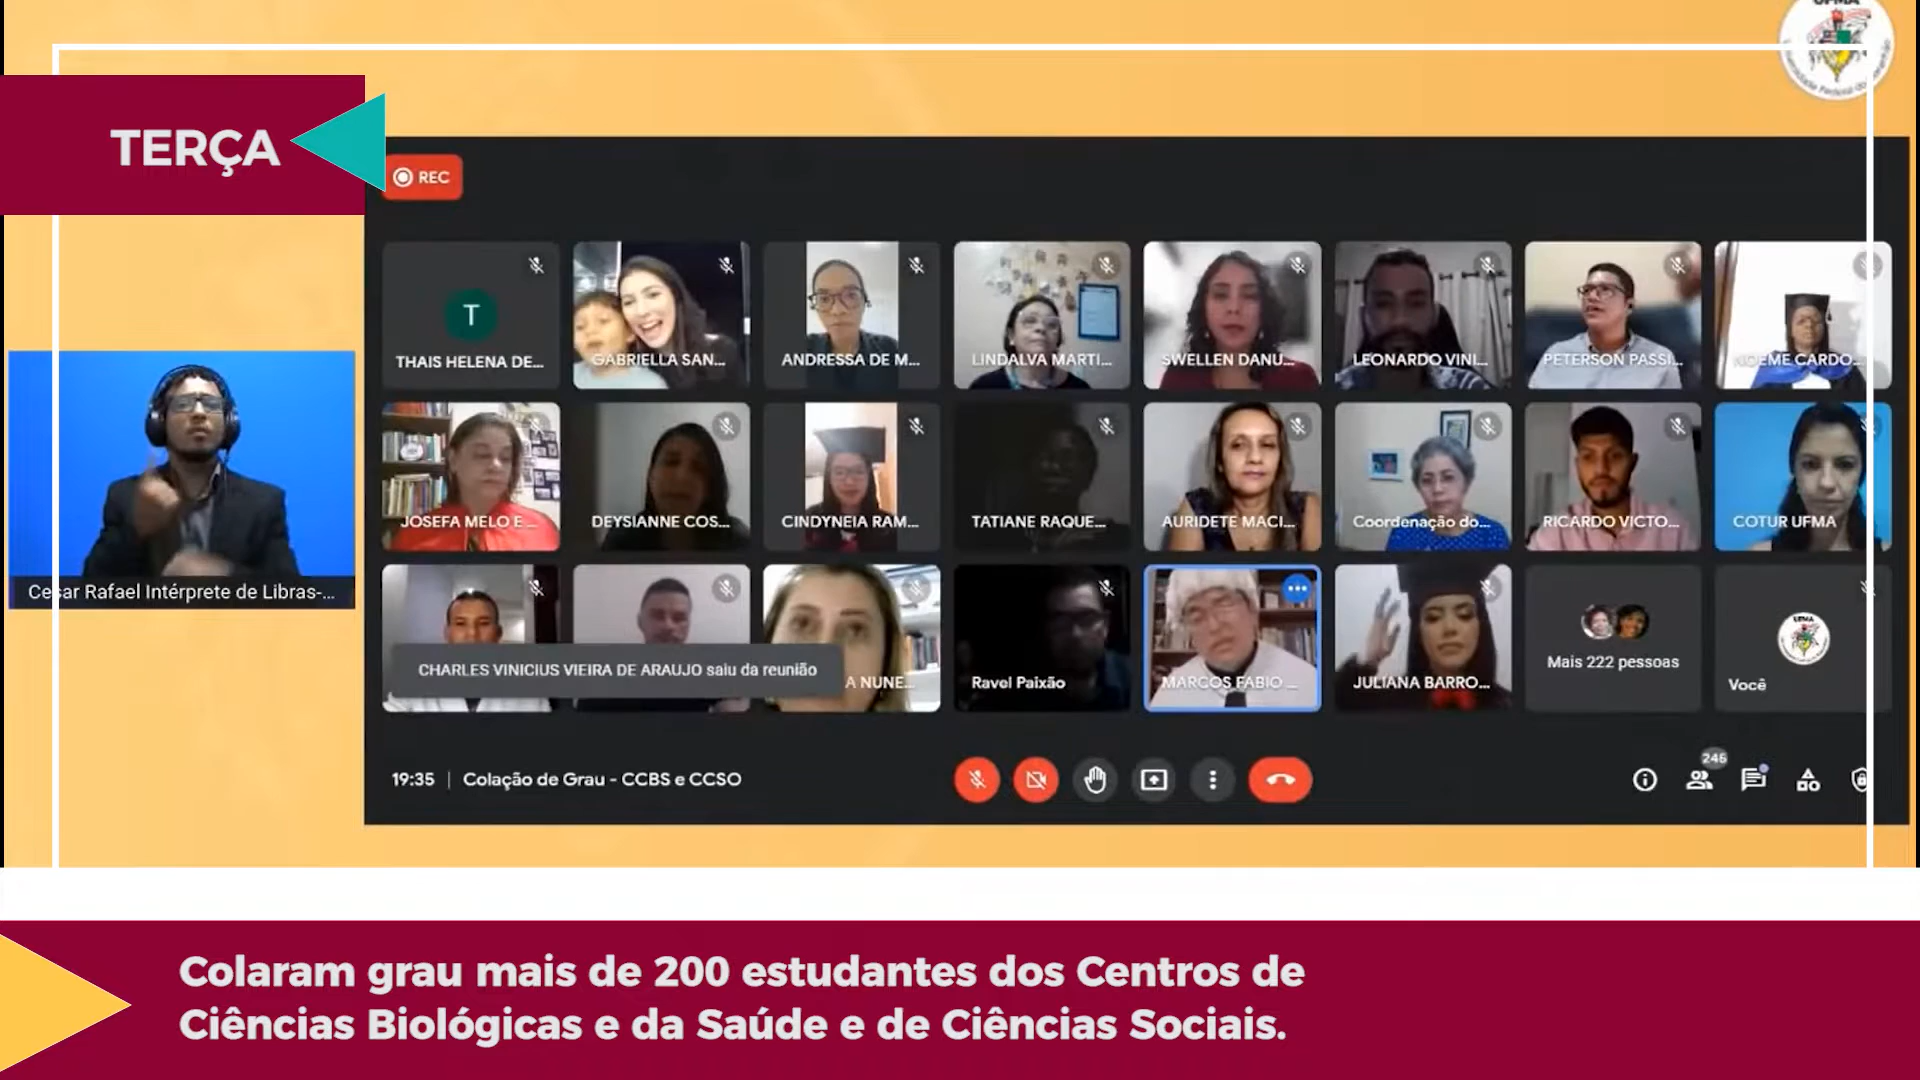 UFMA
TERÇA
REC
THAIS HELENA DE...
GABRIELLA SAN...
ANDRESSA DE M...
LINDALVA MARTI...
SWELLEN DANU...
LEONARDO VINI...
PETERSON PASSI...
NOEME CARDO...
JOSEFA MELO E ...
DEYSIANNE COS...
CINDYNEIA RAM...
TATIANE RAQUE...
AURIDETE MACI...
Coordenação do...
RICARDO VICTO...
COTUR UFMA
Cesar Rafael Intérprete de Libras-...
CHARLES VINICIUS VIEIRA DE ARAUJO saiu da reunião
A NUNE...
Ravel Paixão
MARCOS FABIO ...
JULIANA BARRO...
Mais 222 pessoas
UFMA
Você
19:35 | Colação de Grau - CCBS e CCSO
246
Colaram grau mais de 200 estudantes dos Centros de
Ciências Biológicas e da Saúde e de Ciências Sociais.